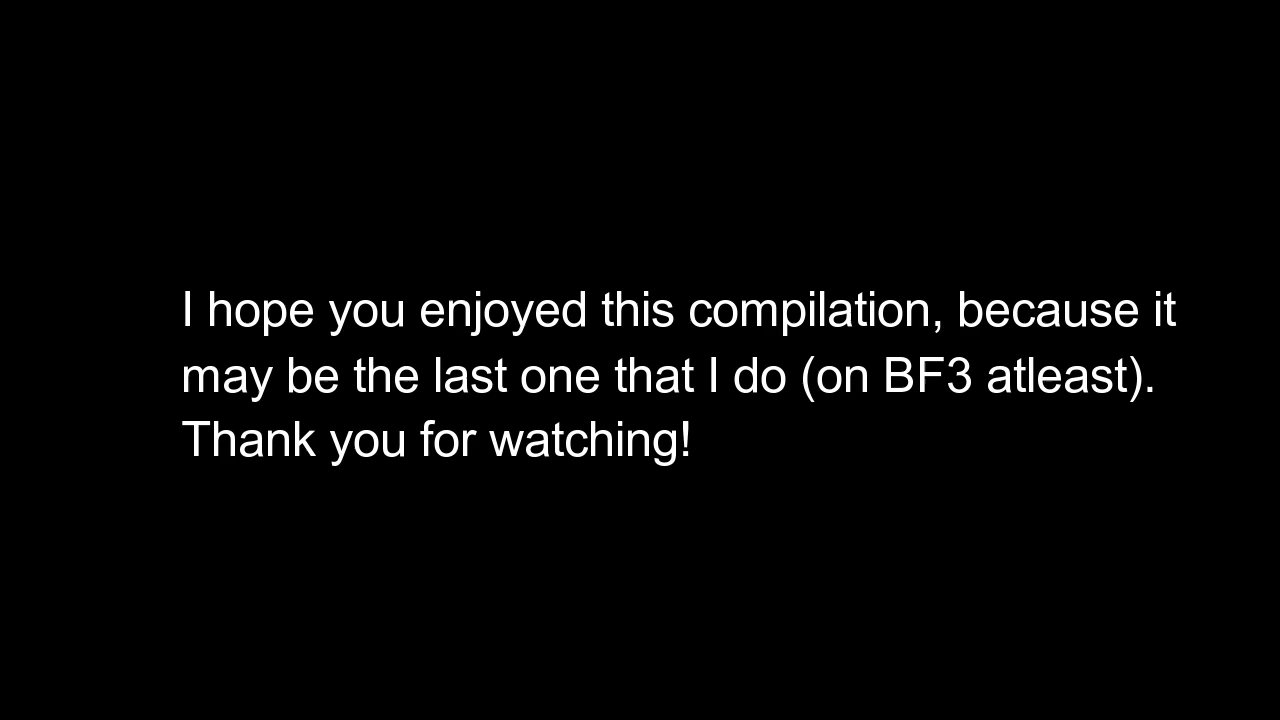 I hope you enjoyed this compilation, because it
may be the last one that I do (on BF3 atleast).
Thank you for watching!